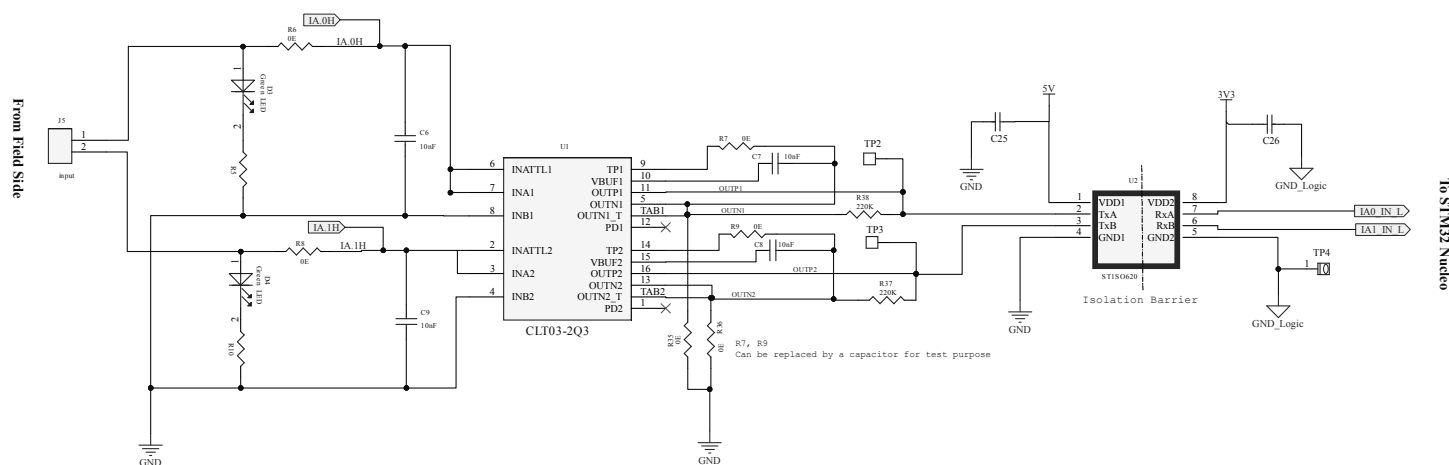 From Field Side
J5
1
2
input
IA.0H
R6
0E
IA.0H
1
D3
Green LED
2
R5
C6
10nF
IA.1H
R8
0E
IA.1H
1
D4
Green LED
2
R10
C9
10nF
GND
U1
6 INATTL1
7 INA1
8 INB1
2 INATTL2
3 INA2
4 INB2
TP1 9
VBUF1 10
OUTP1 11
OUTN1 5
OUTN1_T TAB1
PD1 12
TP2 14
VBUF2 15
OUTP2 16
OUTN2 13
OUTN2_T TAB2
PD2 1
CLT03-2Q3
R7 0E
C7 10nF
OUTP1
OUTN1
R9 0E
C8 10nF
OUTP2
OUTN2
TP2
R38
220K
TP3
R37
220K
R35
0E
R36
0E
GND
R7, R9
Can be replaced by a capacitor for test purpose
5V
C25
GND
3V3
C26
GND_Logic
U2
1 VDD1
2 TxA
3 TxB
4 GND1
VDD2 8
RxA 7
RxB 6
GND2 5
STISO620
Isolation Barrier
GND
IA0_IN_L
IA1_IN_L
1
TP4
GND_Logic
To STM32 Nucleo